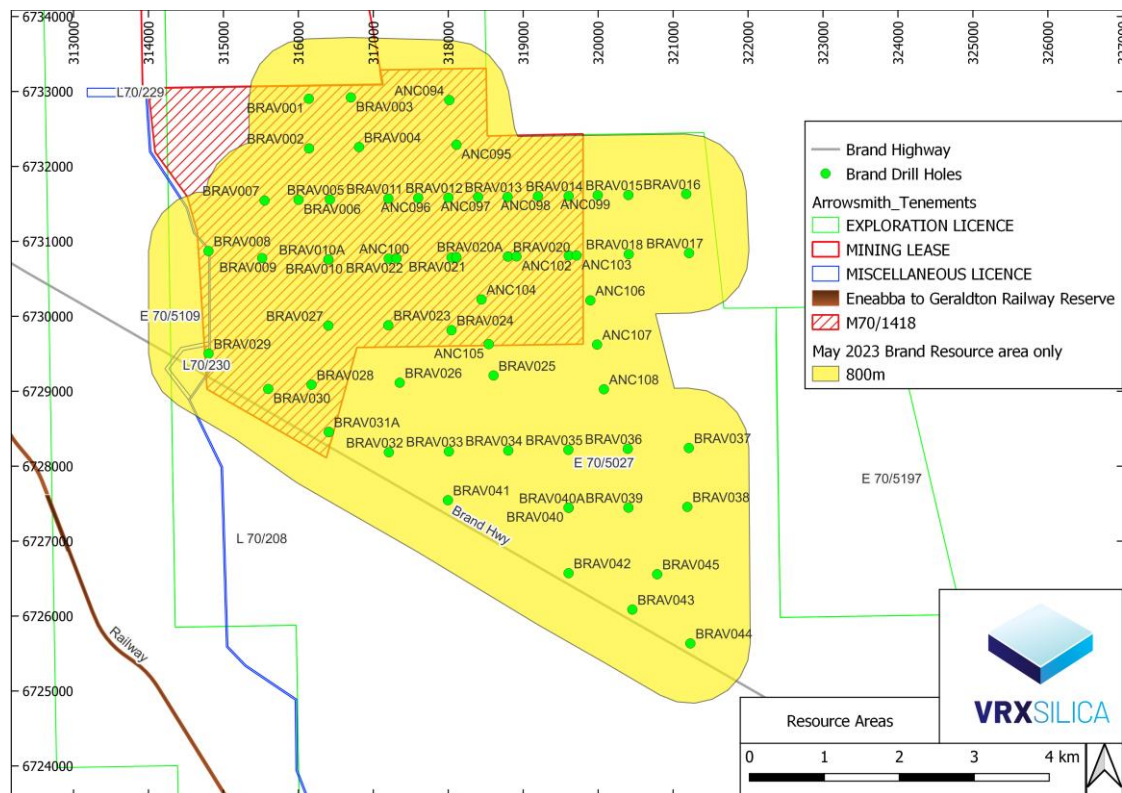 6734000
313000
314000
315000
316000
317000
318000
319000
320000
321000
322000
323000
324000
325000
326000
327000
6733000
L70/229
BRAV001
BRAV003
ANC094
BRAV002
BRAV004
ANC095
6732000
BRAV007
BRAV005
BRAV006
BRAV011
ANC096
BRAV012
ANC097
BRAV013
ANC098
BRAV014
ANC099
BRAV015
BRAV016
6731000
BRAV008
BRAV009
BRAV010A
BRAV010
ANC100
BRAV022
BRAV020A
BRAV021
BRAV020
ANC102
BRAV018
ANC103
BRAV017
6730000
E 70/5109
ANC104
ANC106
BRAV027
BRAV023
BRAV024
BRAV029
L70/230
ANC105
ANC107
6729000
BRAV030
BRAV028
BRAV026
BRAV025
ANC108
BRAV031A
6728000
BRAV032
BRAV033
BRAV034
BRAV035
BRAV036
BRAV037
E 70/5027
E 70/5197
BRAV041
BRAV040A
BRAV040
BRAV039
BRAV038
Brand Hwy
6727000
L 70/208
BRAV042
BRAV045
6726000
BRAV043
BRAV044
Railway
6725000
6724000
Brand Highway
Brand Drill Holes
Arrowsmith_Tenements
EXPLORATION LICENCE
MINING LEASE
MISCELLANEOUS LICENCE
Eneabba to Geraldton Railway Reserve
M70/1418
May 2023 Brand Resource area only
800m
VRXSILICA
Resource Areas
0 1 2 3 4 km